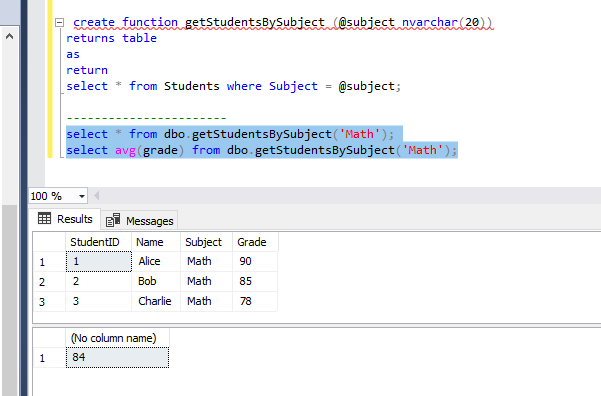 create function getStudentsBySubject (@subject nvarchar(20))
returns table
as
return
select * from Students where Subject = @subject;
----------------------
select * from dbo.getStudentsBySubject('Math');
select avg(grade) from dbo.getStudentsBySubject('Math');
100 %
Results Messages
StudentID Name Subject Grade
1 1 Alice Math 90
2 2 Bob Math 85
3 3 Charlie Math 78
(No column name)
1 84